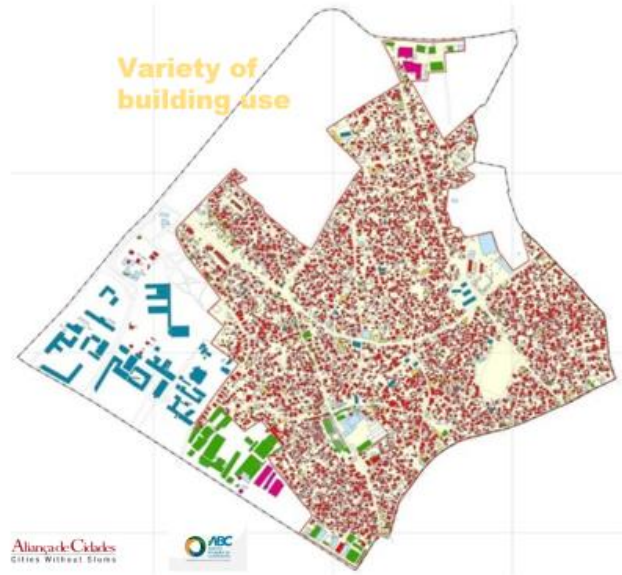 Variety of
building use
Aliança de Cidades
Cities Without Slums
ABC